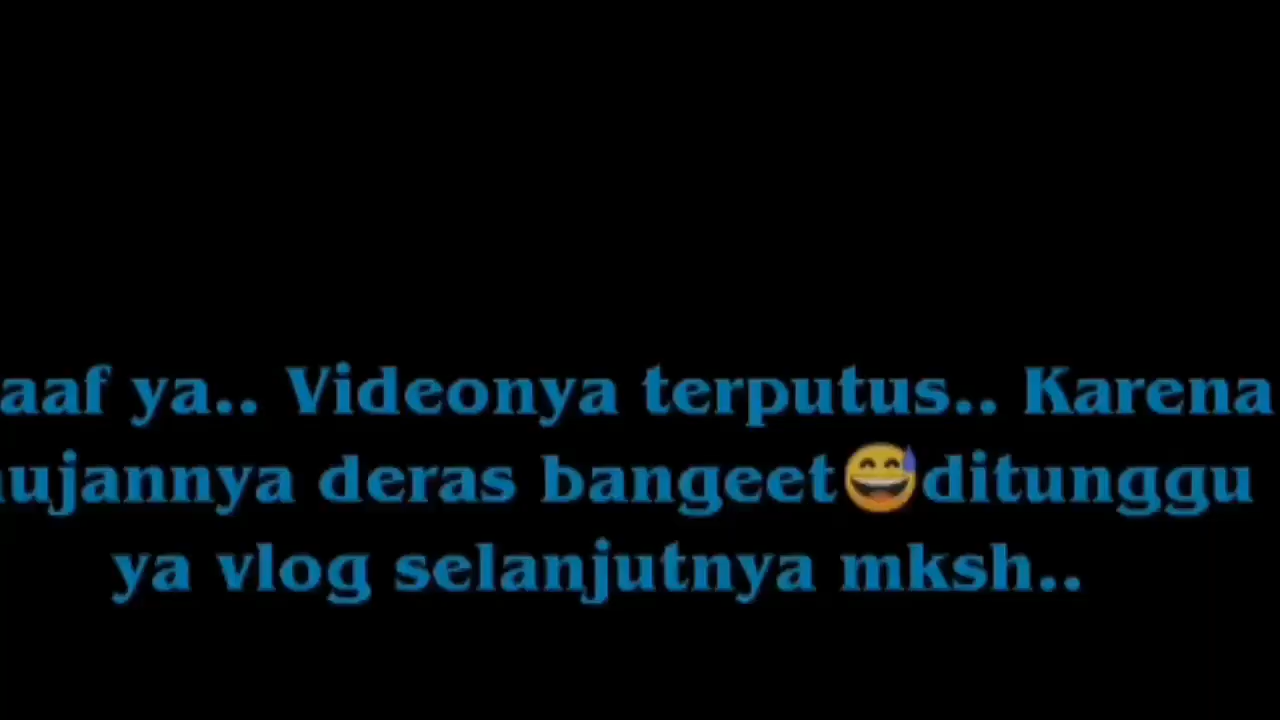 aaf ya.. Videonya terputus.. Karena
ujannya deras bangeet😅ditunggu
ya vlog selanjutnya mksh..